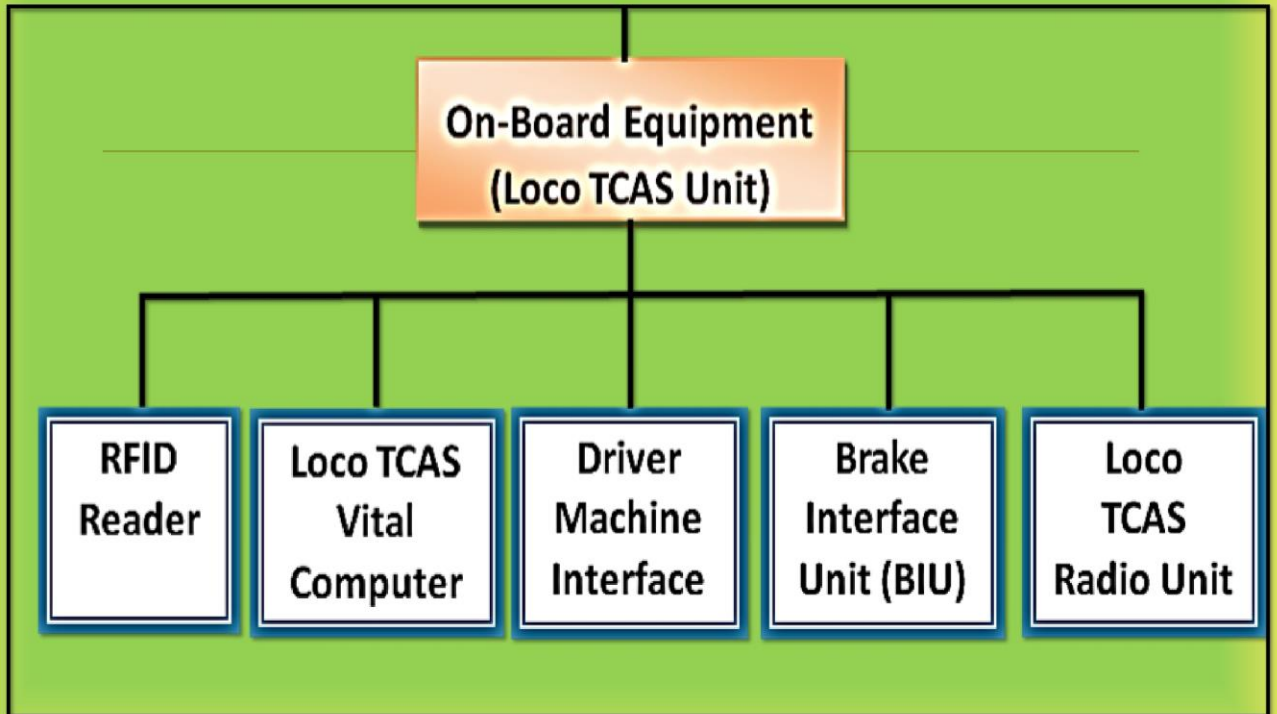 On-Board Equipment
(Loco TCAS Unit)
RFID
Reader
Loco TCAS
Vital
Computer
Driver
Machine
Interface
Brake
Interface
Unit (BIU)
Loco
TCAS
Radio Unit